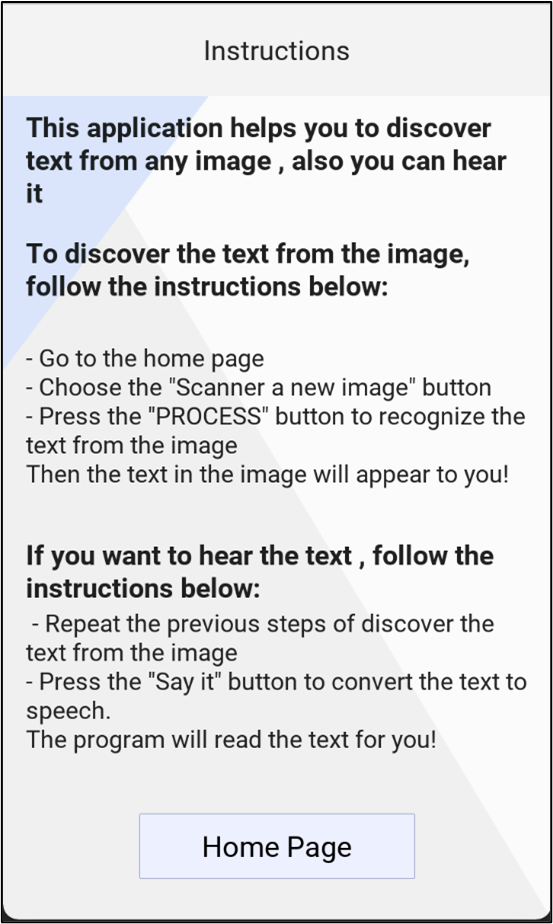 Instructions
This application helps you to discover
text from any image , also you can hear
it
To discover the text from the image,
follow the instructions below:
- Go to the home page
- Choose the "Scanner a new image" button
- Press the "PROCESS" button to recognize the
text from the image
Then the text in the image will appear to you!
If you want to hear the text , follow the
instructions below:
- Repeat the previous steps of discover the
text from the image
- Press the "Say it" button to convert the text to
speech.
The program will read the text for you!
Home Page